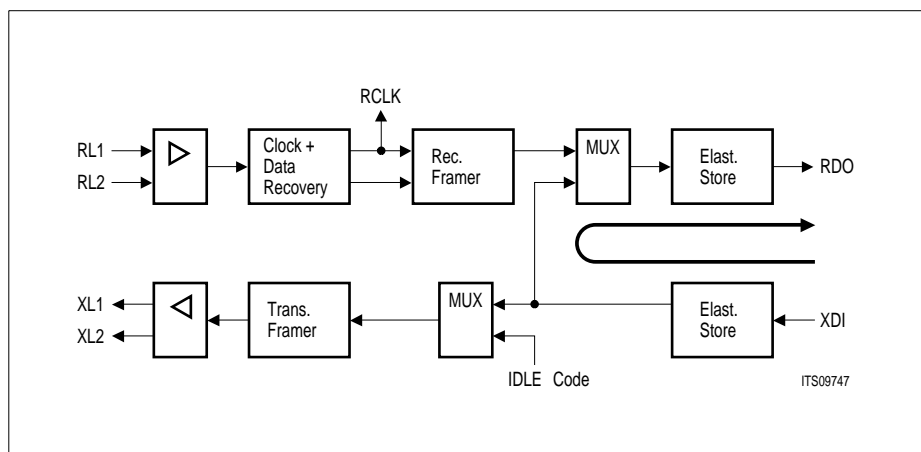 RCLK
RL1
RL2
Clock +
Data
Recovery
Rec.
Framer
MUX
Elast.
Store
RDO
XL1
XL2
Trans.
Framer
MUX
IDLE Code
Elast.
Store
XDI
ITS09747